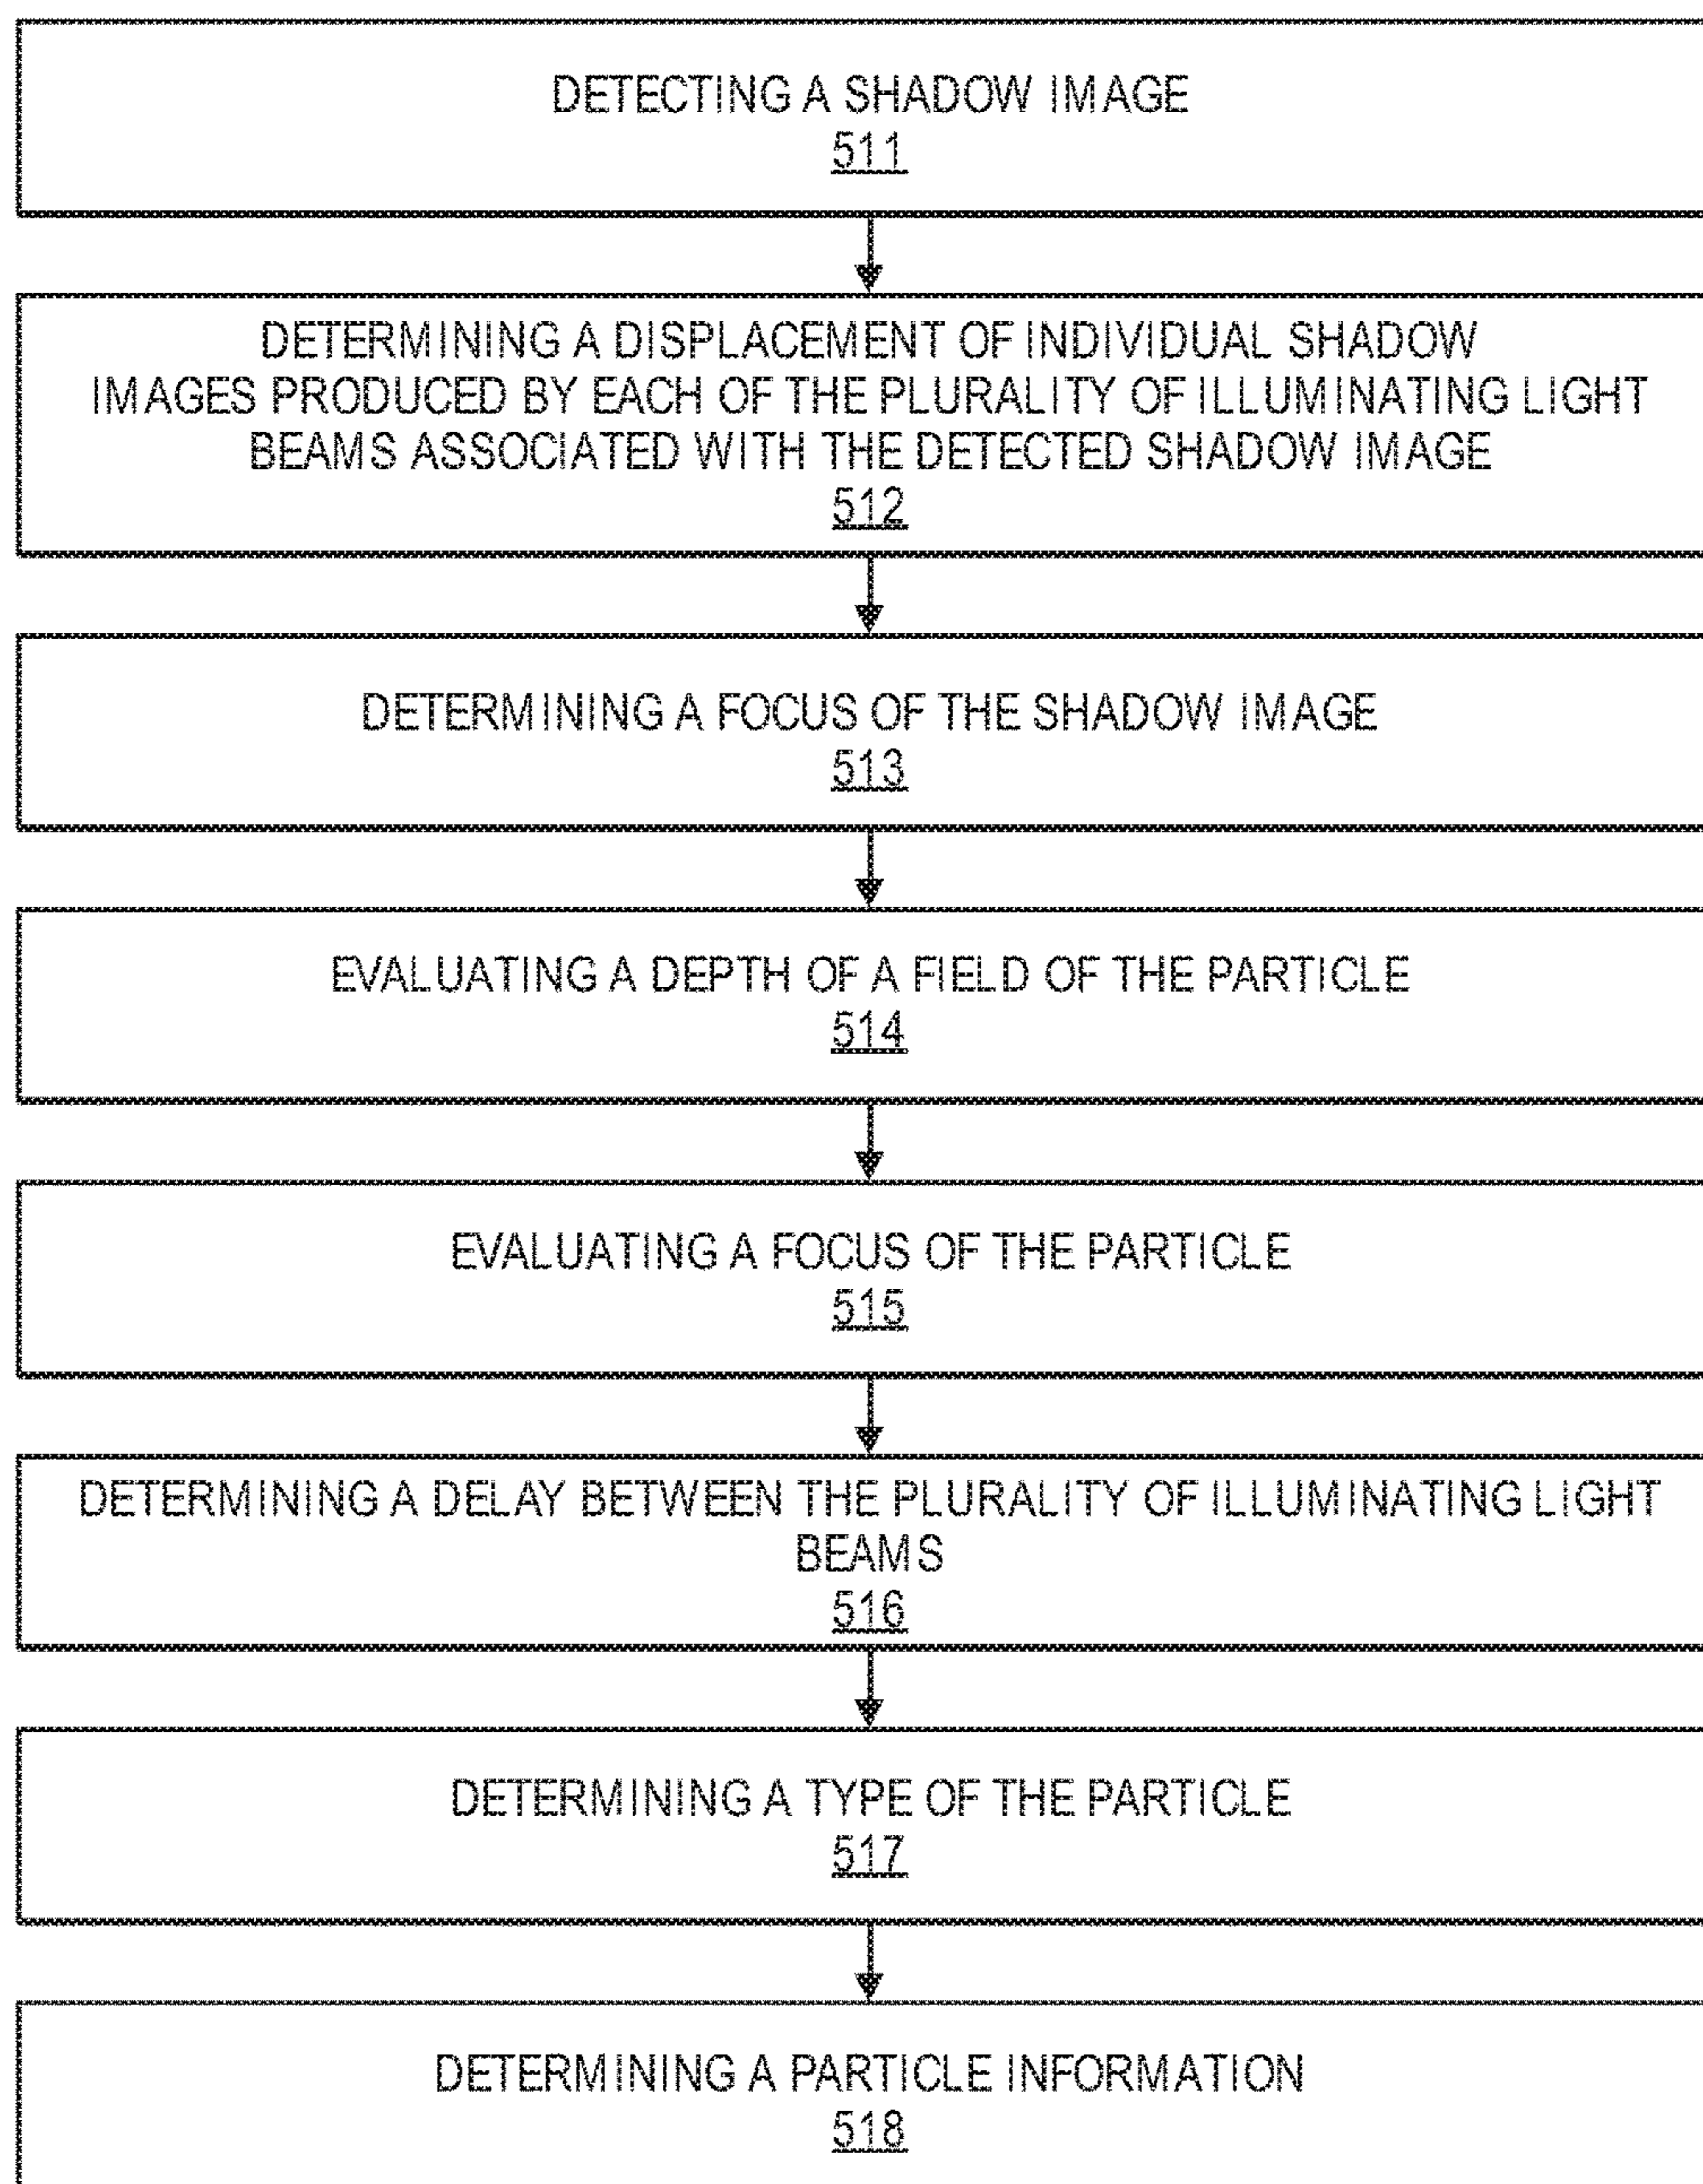 DETECTING A SHADOW IMAGE
511
DETERMINING A DISPLACEMENT OF INDIVIDUAL SHADOW
IMAGES PRODUCED BY EACH OF THE PLURALITY OF ILLUMINATING LIGHT
BEAMS ASSOCIATED WITH THE DETECTED SHADOW IMAGE
512
DETERMINING A FOCUS OF THE SHADOW IMAGE
513
EVALUATING A DEPTH OF A FIELD OF THE PARTICLE
514
EVALUATING A FOCUS OF THE PARTICLE
515
DETERMINING A DELAY BETWEEN THE PLURALITY OF ILLUMINATING LIGHT
BEAMS
516
DETERMINING A TYPE OF THE PARTICLE
517
DETERMINING A PARTICLE INFORMATION
518